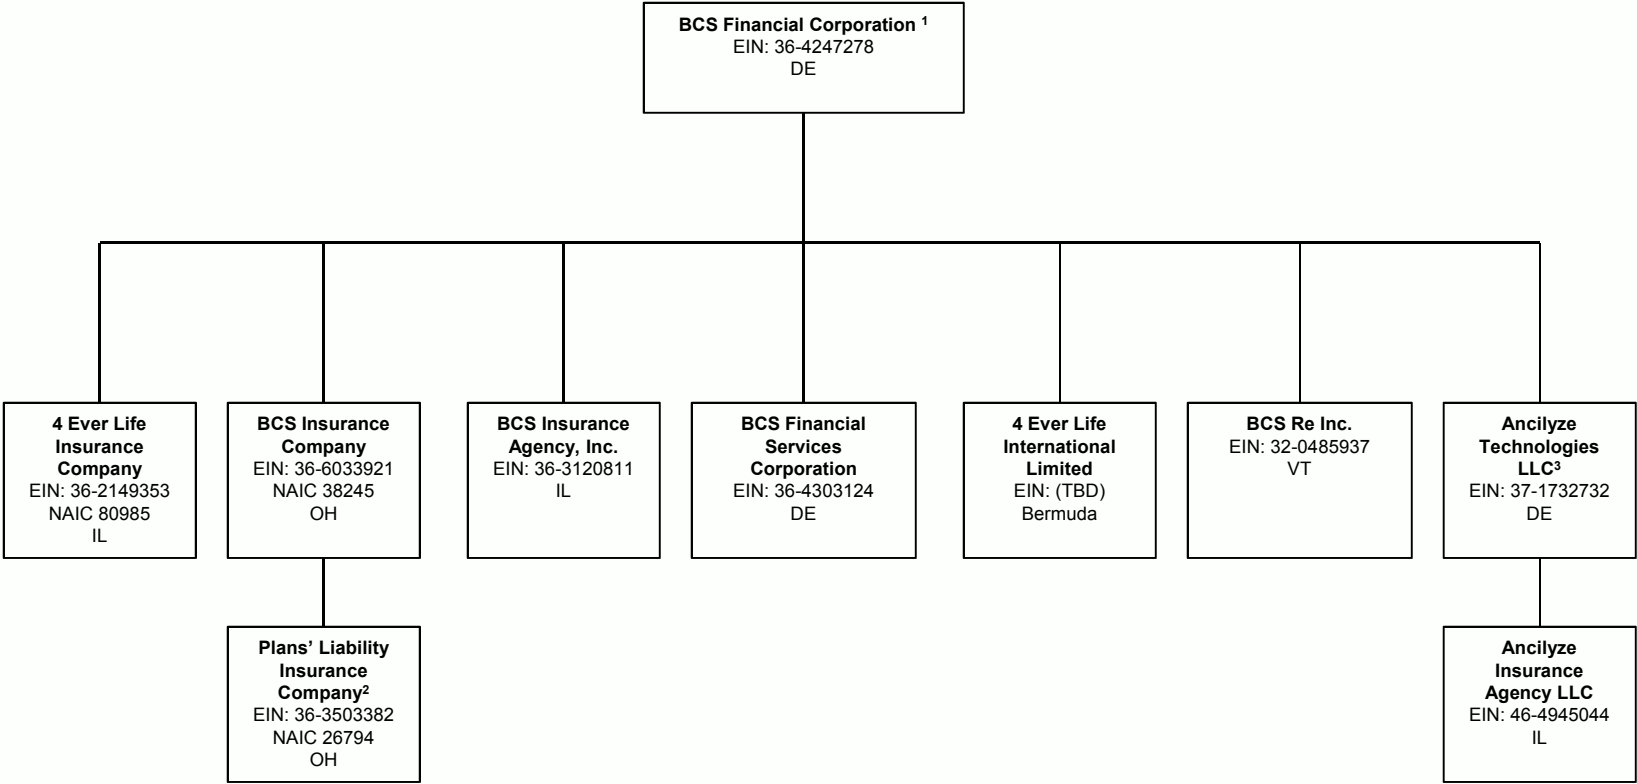 BCS Financial Corporation ¹
EIN: 36-4247278
DE
4 Ever Life
Insurance
Company
EIN: 36-2149353
NAIC 80985
IL
BCS Insurance
Company
EIN: 36-6033921
NAIC 38245
OH
BCS Insurance
Agency, Inc.
EIN: 36-3120811
IL
BCS Financial
Services
Corporation
EIN: 36-4303124
DE
4 Ever Life
International
Limited
EIN: (TBD)
Bermuda
BCS Re Inc.
EIN: 32-0485937
VT
Ancilyze
Technologies
LLC³
EIN: 37-1732732
DE
Plans’ Liability
Insurance
Company²
EIN: 36-3503382
NAIC 26794
OH
Ancilyze
Insurance
Agency LLC
EIN: 46-4945044
IL